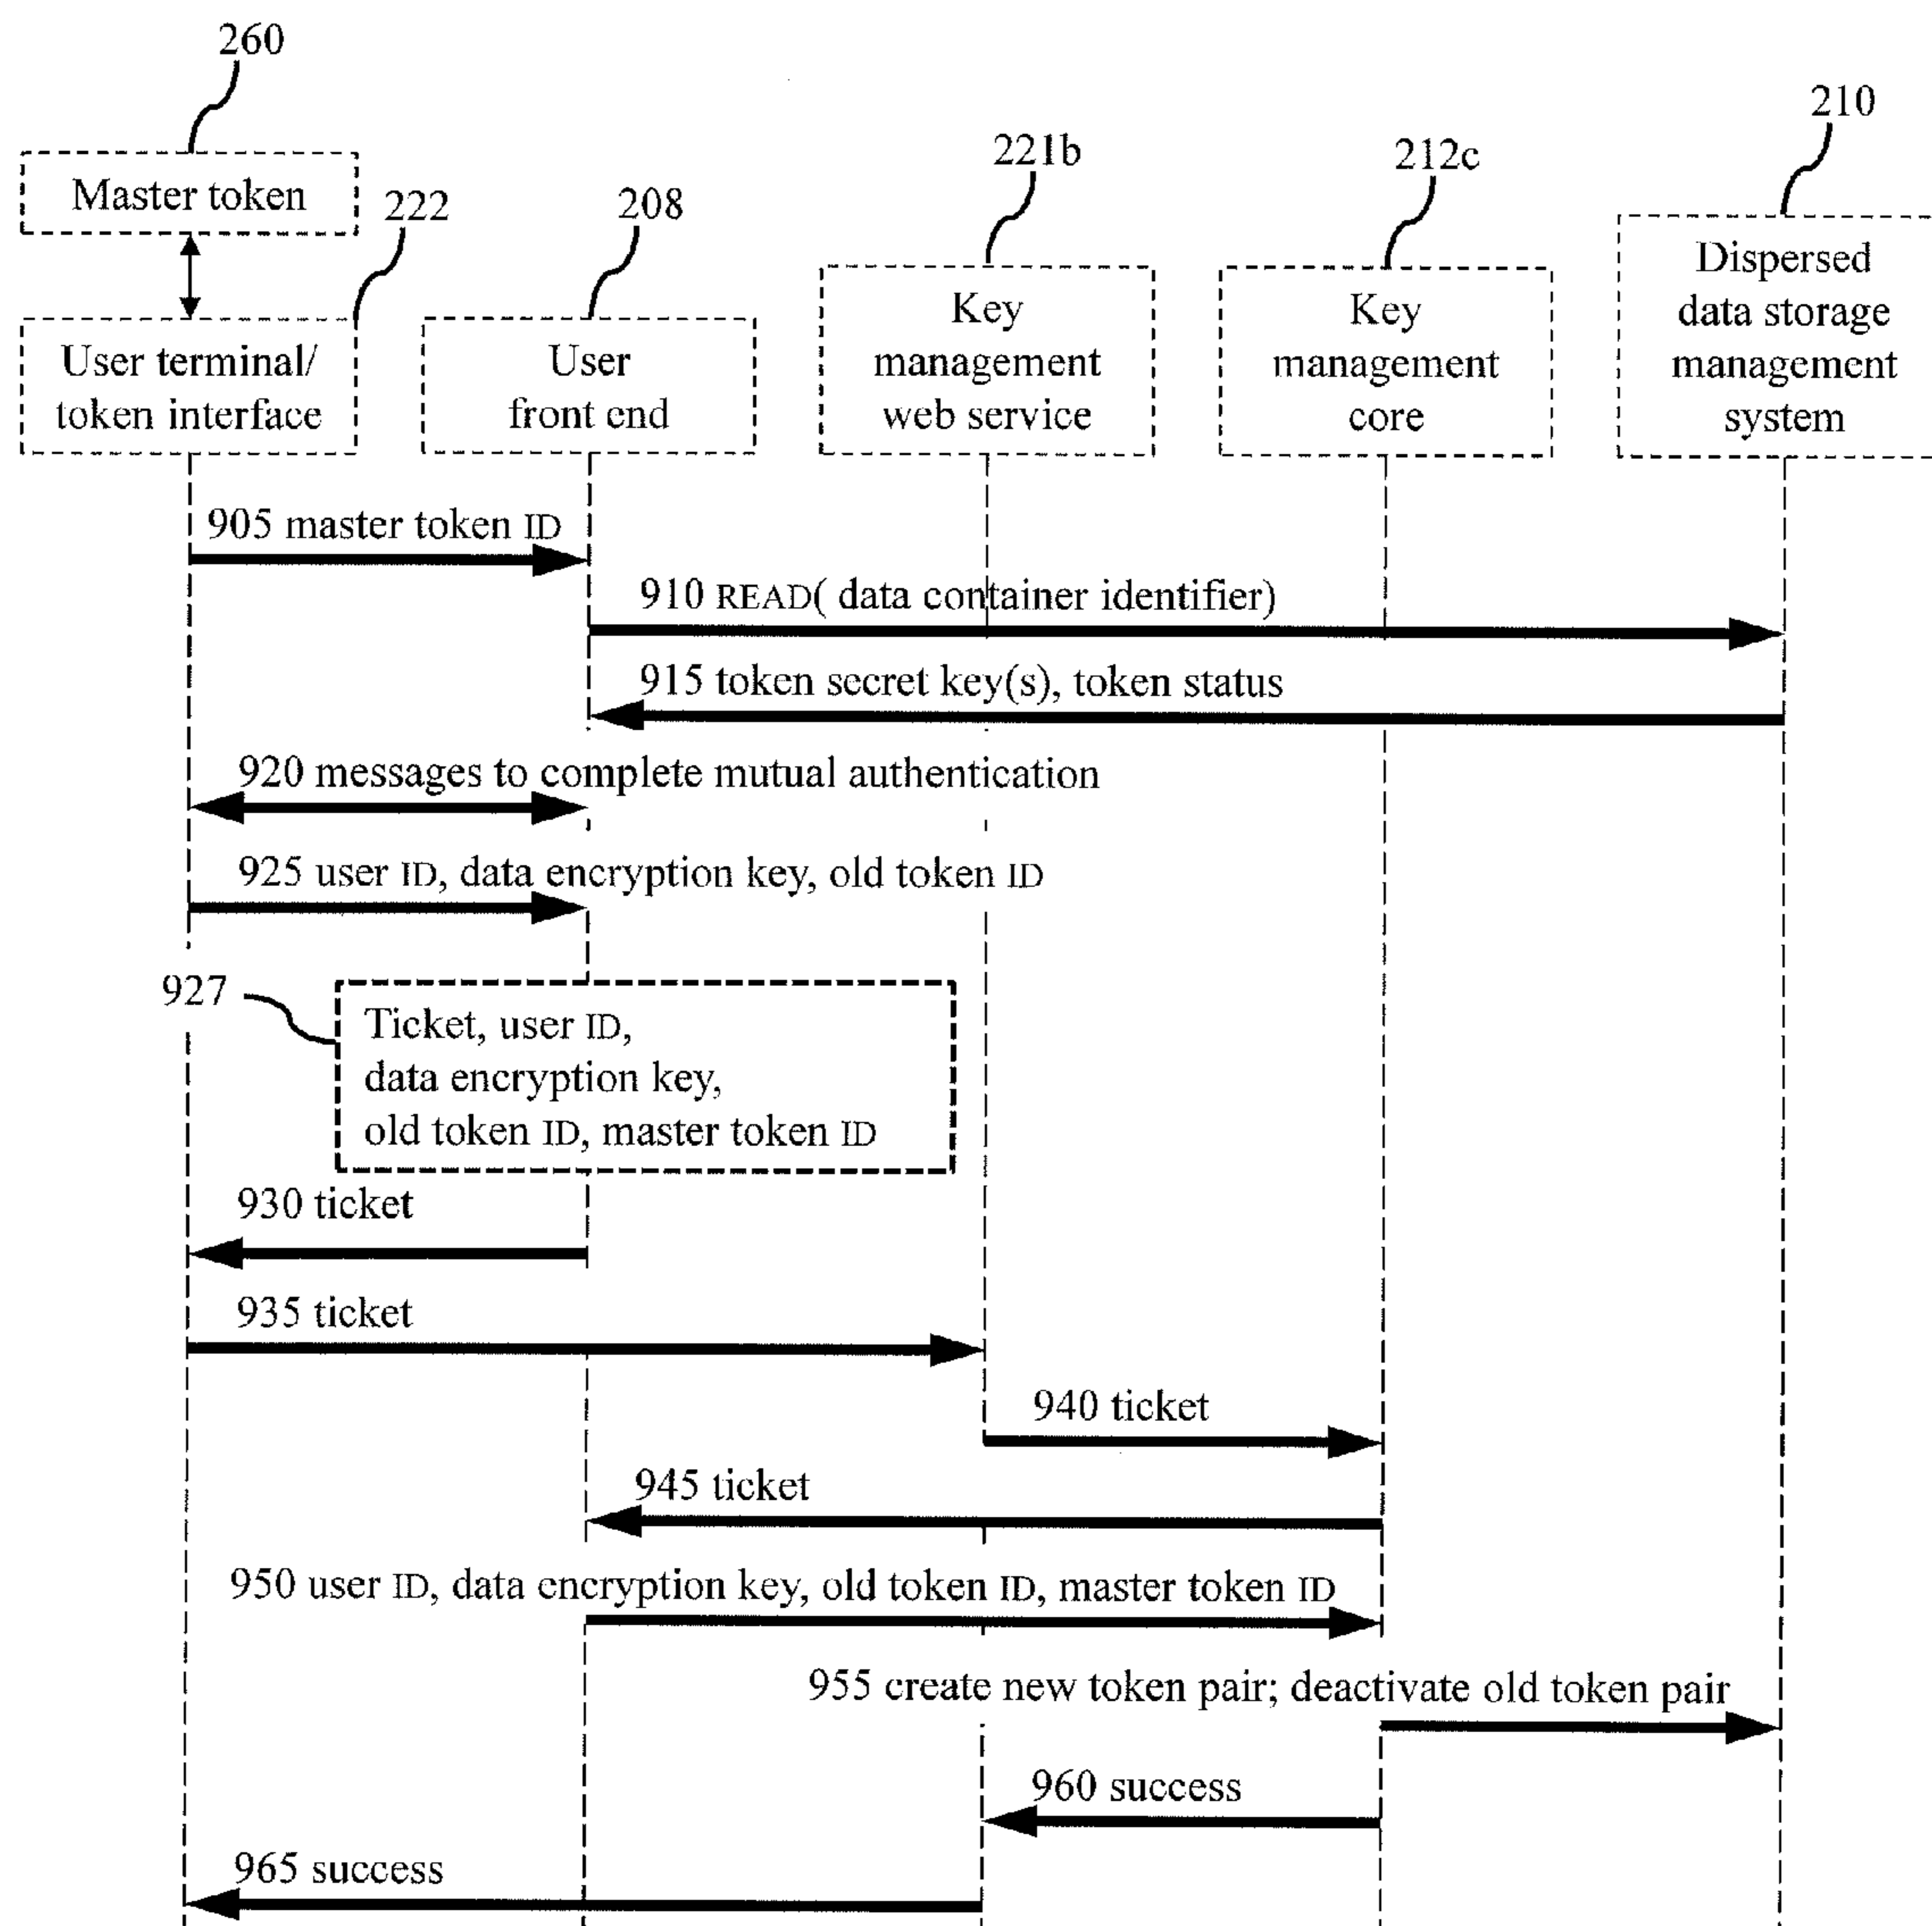 260
210
221b
212c
Master token
222
208
Dispersed
data storage
management
system
Key
management
web service
Key
management
core
User terminal/
token interface
User
front end
905 master token ID
910 READ( data container identifier)
915 token secret key(s), token status
920 messages to complete mutual authentication
925 user ID, data encryption key, old token ID
927
Ticket, user ID,
data encryption key,
old token ID, master token ID
930 ticket
935 ticket
940 ticket
945 ticket
950 user ID, data encryption key, old token ID, master token ID
955 create new token pair; deactivate old token pair
960 success
965 success